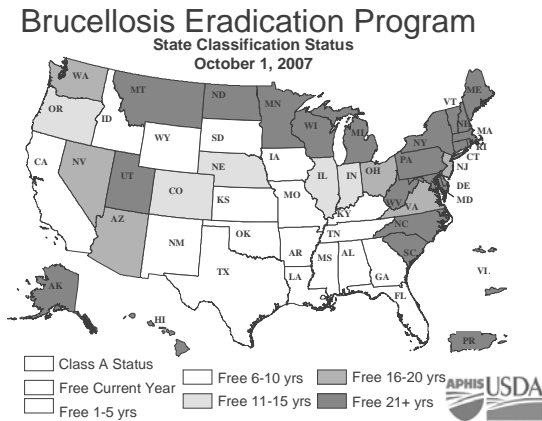 Brucellosis Eradication Program
State Classification Status
October 1, 2007
WA
MT
ND
MN
ME
VT
OR
ID
WI
MI
NH
WY
SD
NY
MA
RI
CA
NV
UT
NE
IA
PA
CT
CO
IL
IN
OH
NJ
KS
MO
WV
VA
DE
MD
AZ
KY
NC
NM
OK
TN
SC
AR
MS
AL
TX
LA
GA
VI
FL
AK
HI
PR
Class A Status
Free Current Year
Free 1-5 yrs
Free 6-10 yrs
Free 11-15 yrs
Free 16-20 yrs
Free 21+ yrs
APHIS USDA